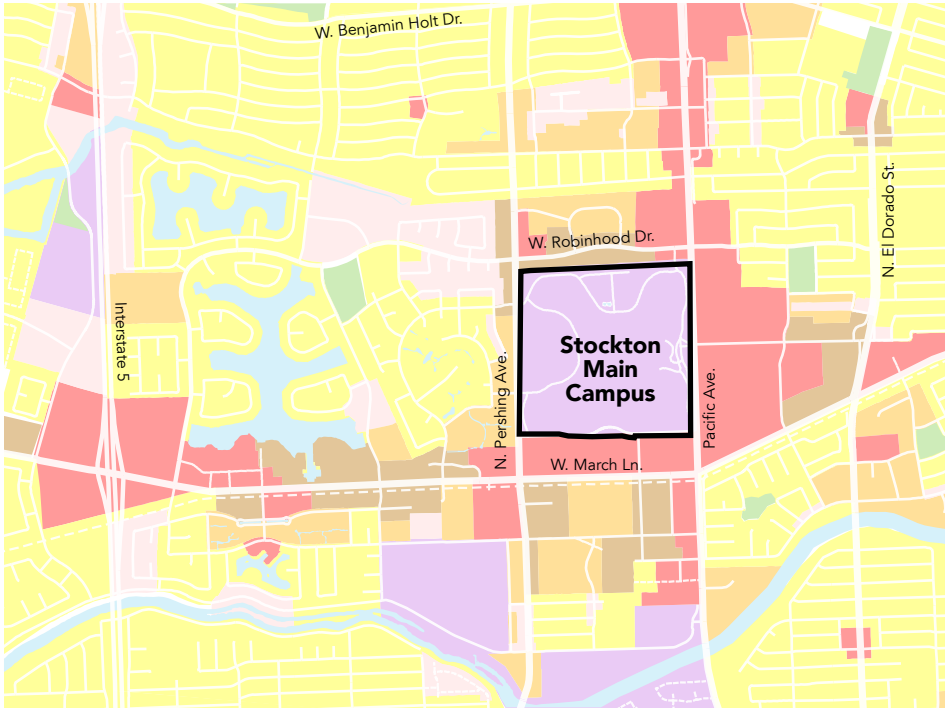 W. Benjamin Holt Dr.
N. El Dorado St.
W. Robinhood Dr.
Interstate 5
Stockton
Main
Campus
N. Pershing Ave.
Pacific Ave.
W. March Ln.